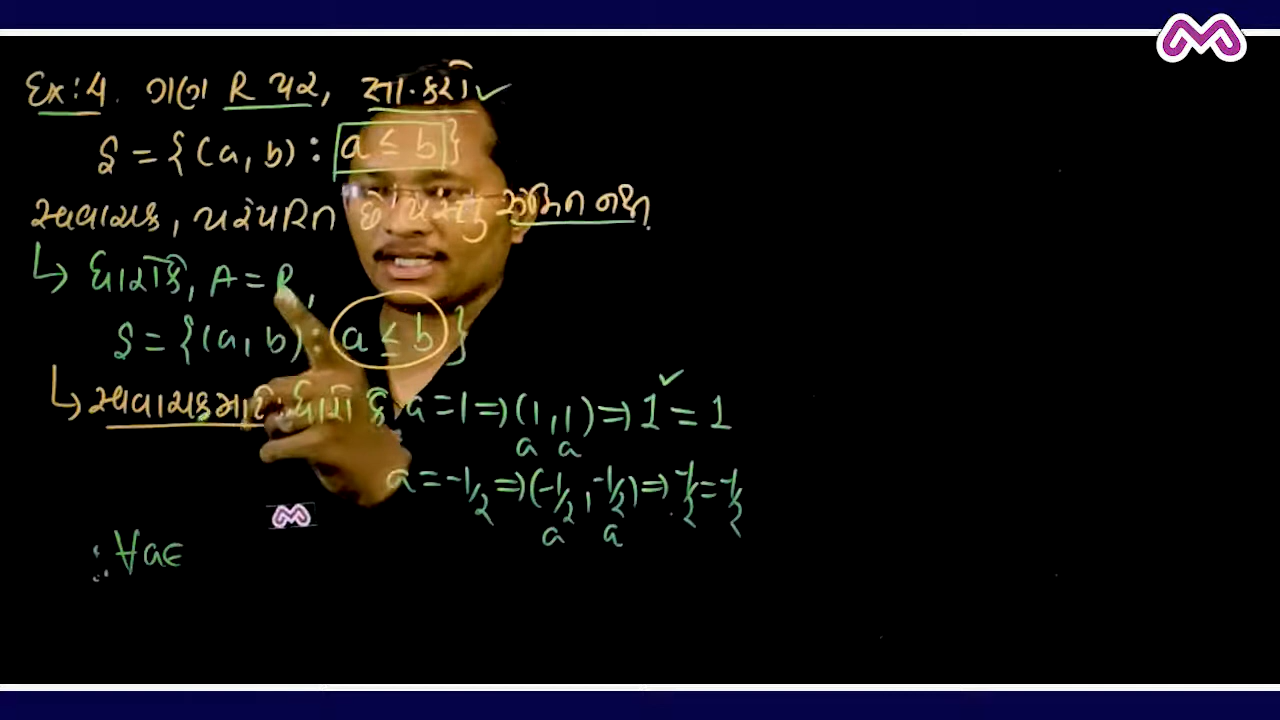 Ex:4. ગણ R પર, સા.કરો ✓
S = {(a, b) : a ≤ b}
સ્વવાચક, પરંપરિત છે પરંતુ સંમિત નથી.
↳ ધારોકે, A = R,
S = {(a, b) : a ≤ b}
↳ સ્વવાચક માટે : ધારો કે a = 1 ⇒ (1, 1) ⇒ 1 = 1 ✓
a a
a = -1/2 ⇒ (-1/2, -1/2) ⇒ -1/2 = -1/2
a a
∴ ∀ a ∈